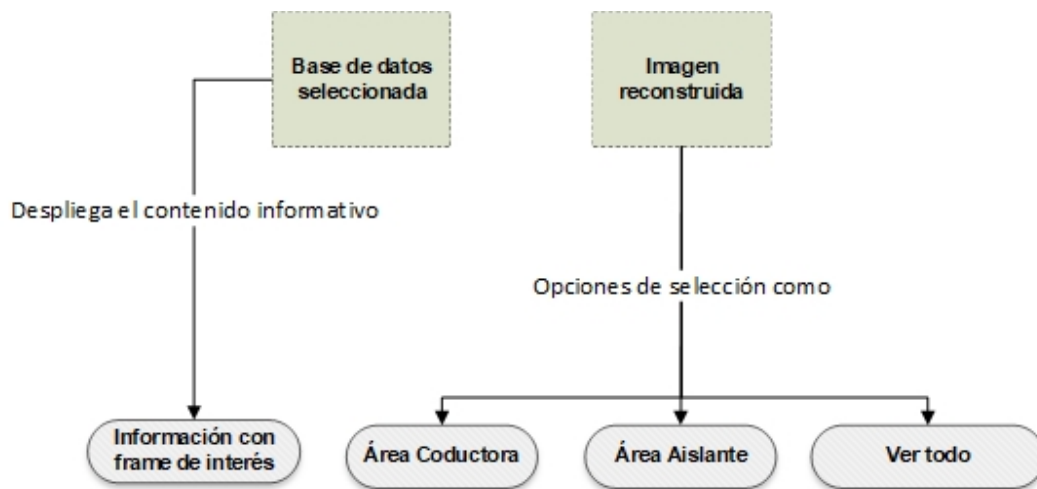 Base de datos
seleccionada
Imagen
reconstruida
Despliega el contenido informativo
Opciones de selección como
Información con
frame de interés
Área Coductora
Área Aislante
Ver todo